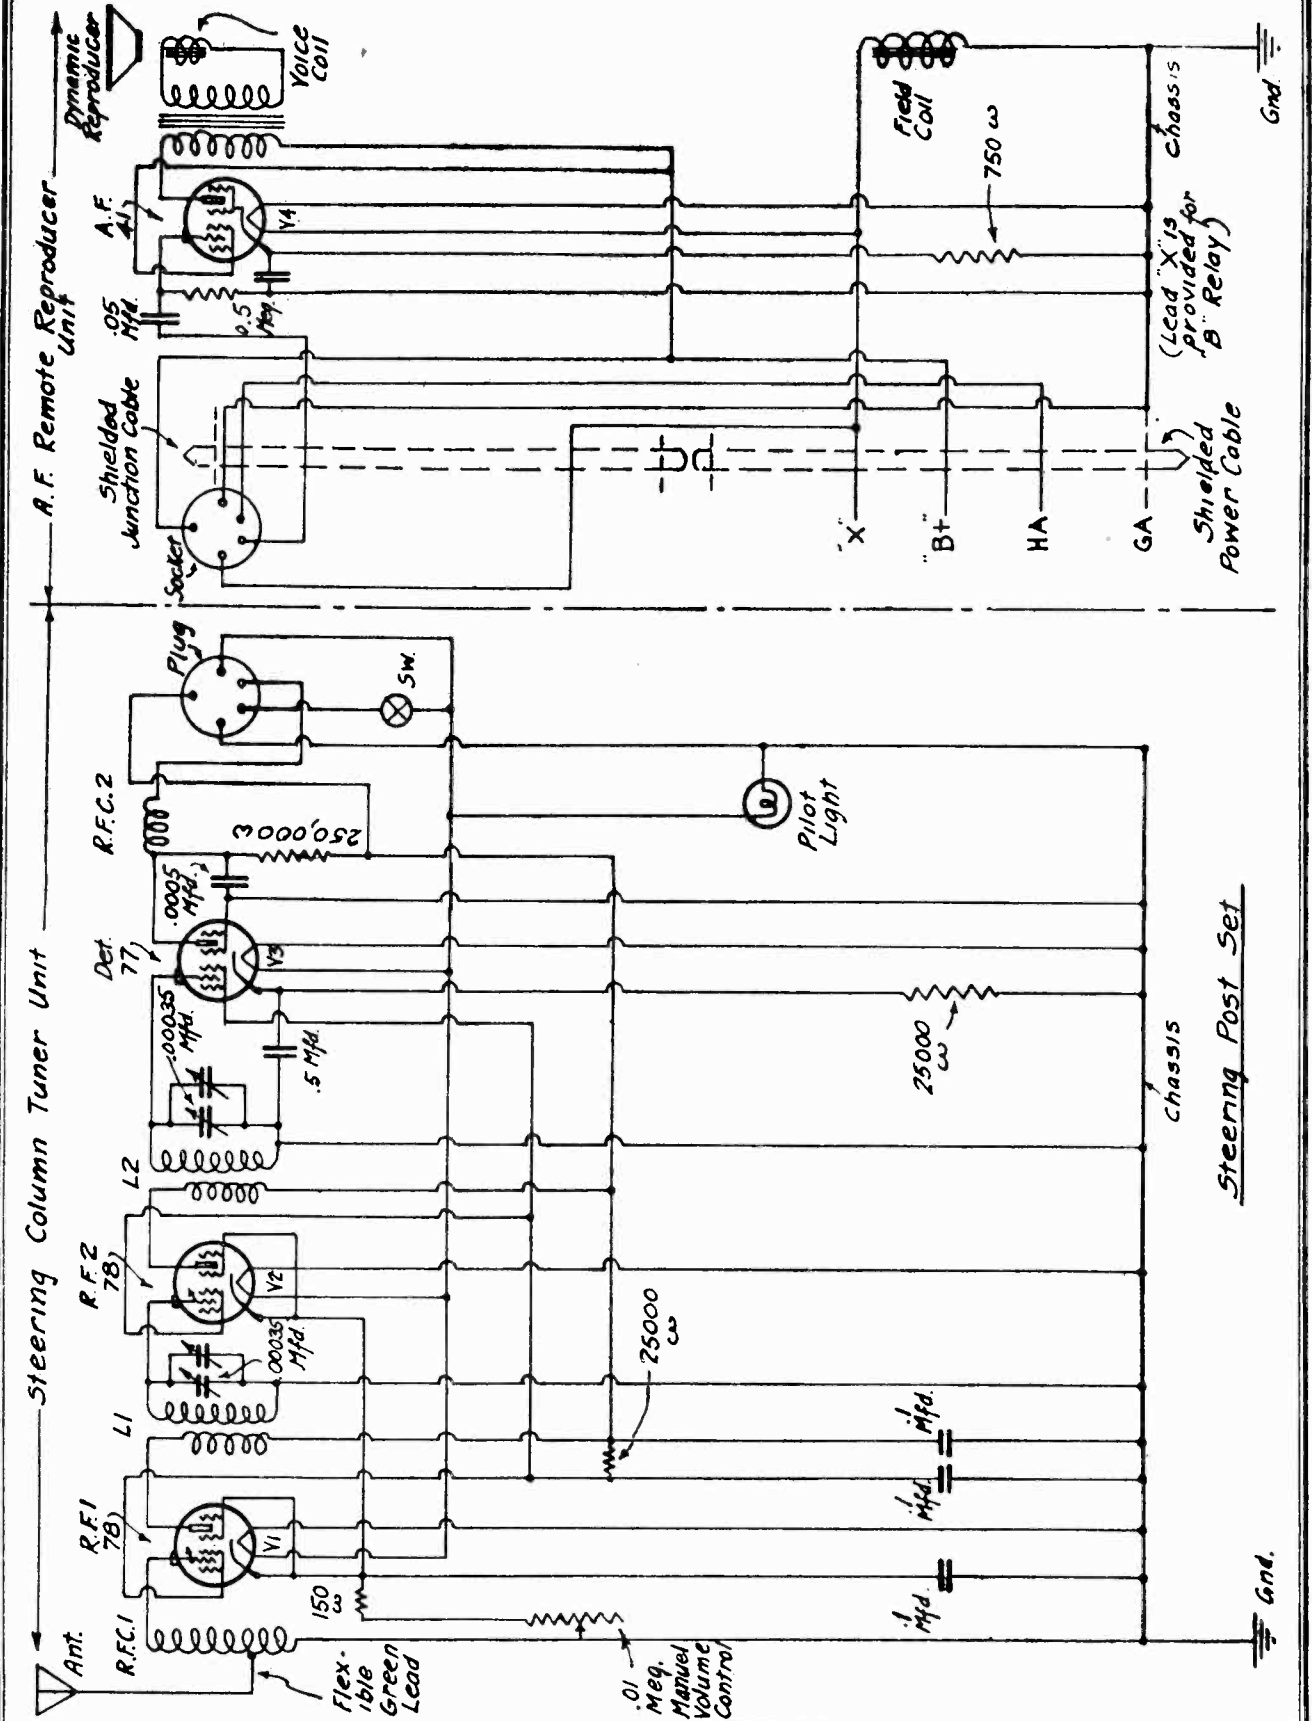 Steering Column Tuner Unit
A.F. Remote Reproducer
Unit
Dynamic
Reproducer
Ant.
R.F.C.1
R.F.1
78
L1
R.F.2
78
L2
Det.
77
R.F.C.2
Plug
Socket
Shielded
Junction Cable
.05
Mfd.
A.F.
41
Voice
Coil
V1
V2
V3
V4
.00035
Mfd.
.00035
Mfd.
.0005
Mfd.
250,000 ω
.5 Mfd.
0.5
Meg.
Sw.
Flex-
ible
Green
Lead
150
ω
.01
Meg.
Manuel
Volume
Control
25000
ω
25000
ω
Pilot
Light
Field
Coil
750 ω
.1
Mfd.
.1
Mfd.
.1
Mfd.
"X"
"B+"
HA
GA
Shielded
Power Cable
(Lead "X" is
provided for
"B" Relay)
Chassis
Chassis
Gnd.
Gnd.
Steering Post Set